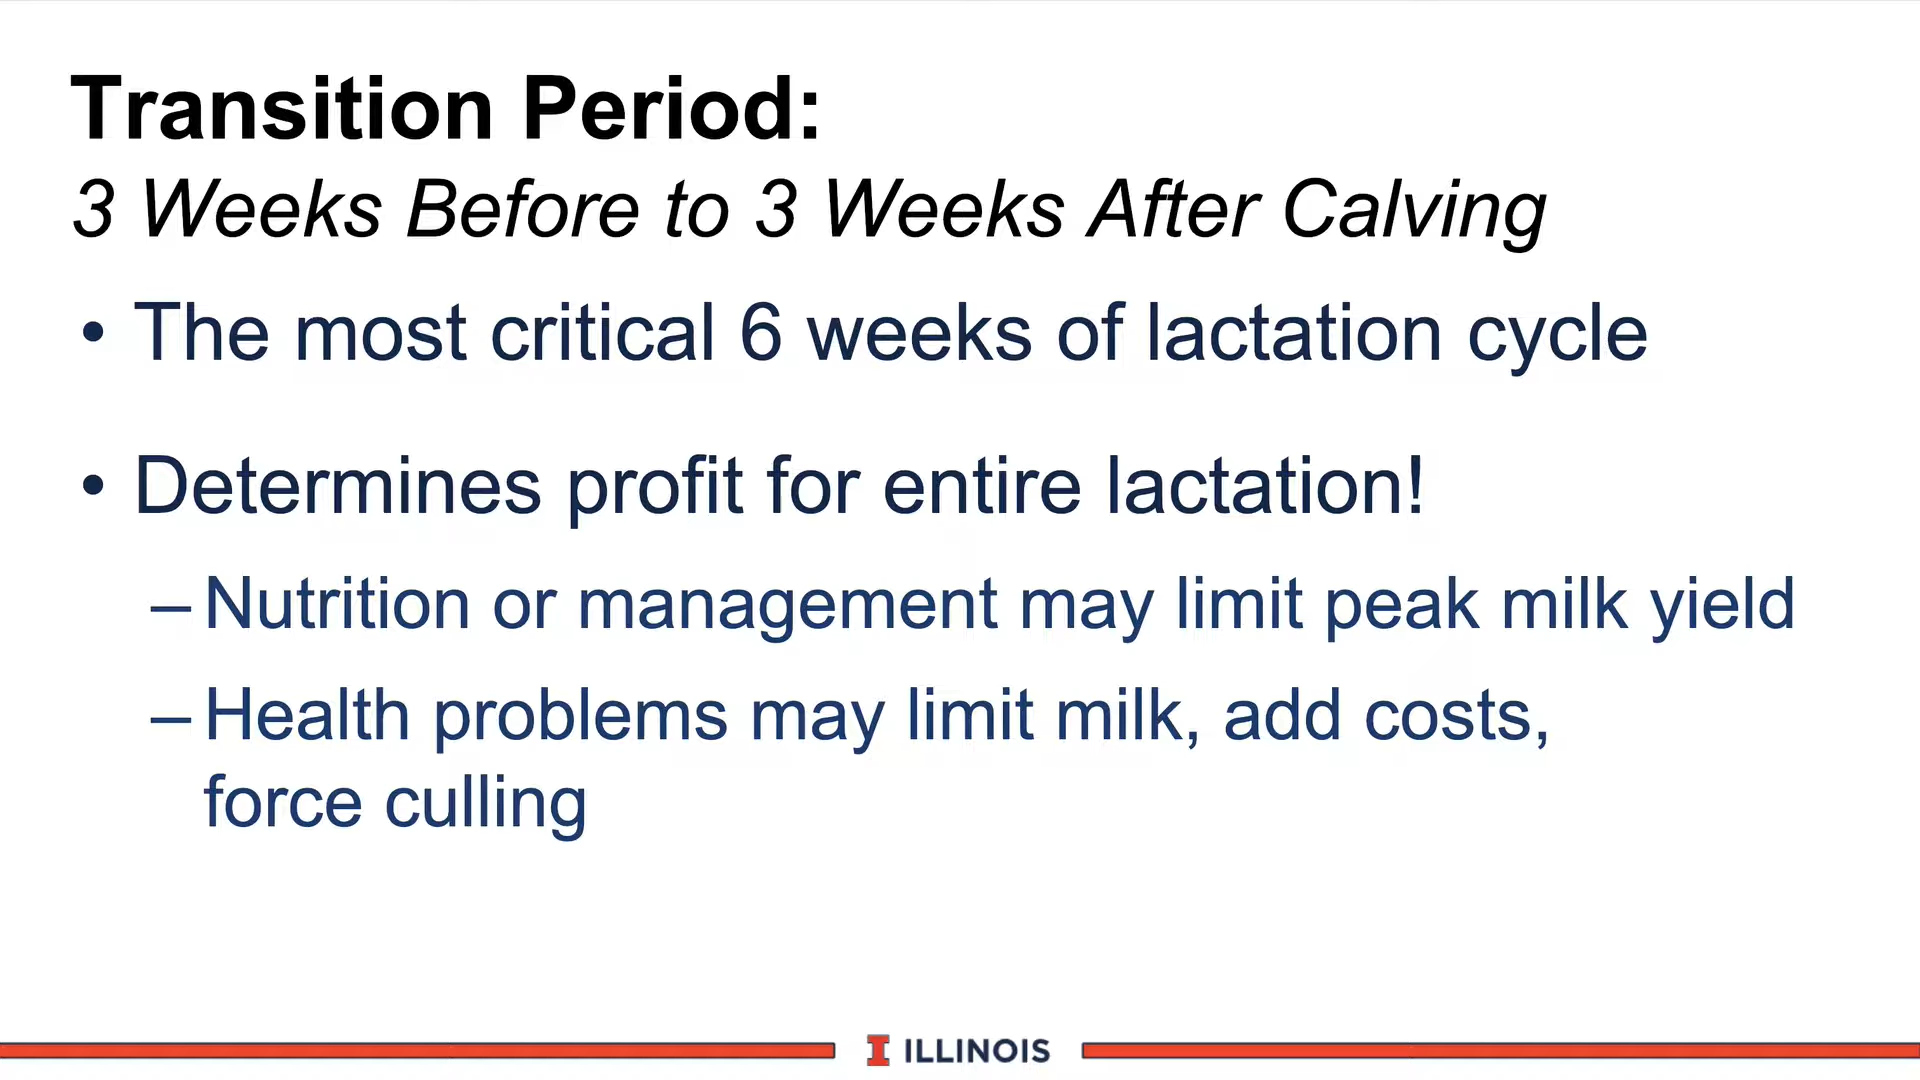 Transition Period:
3 Weeks Before to 3 Weeks After Calving
• The most critical 6 weeks of lactation cycle
• Determines profit for entire lactation!
– Nutrition or management may limit peak milk yield
– Health problems may limit milk, add costs,
force culling
I ILLINOIS